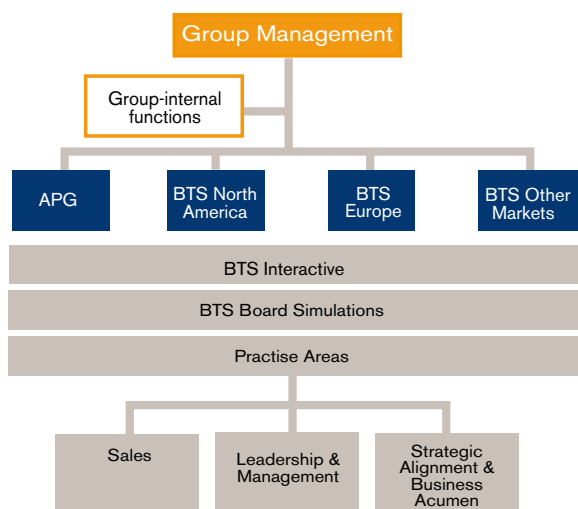 Group Management
Group-internal
functions
APG
BTS North
America
BTS
Europe
BTS Other
Markets
BTS Interactive
BTS Board Simulations
Practise Areas
Sales
Leadership &
Management
Strategic
Alignment &
Business
Acumen